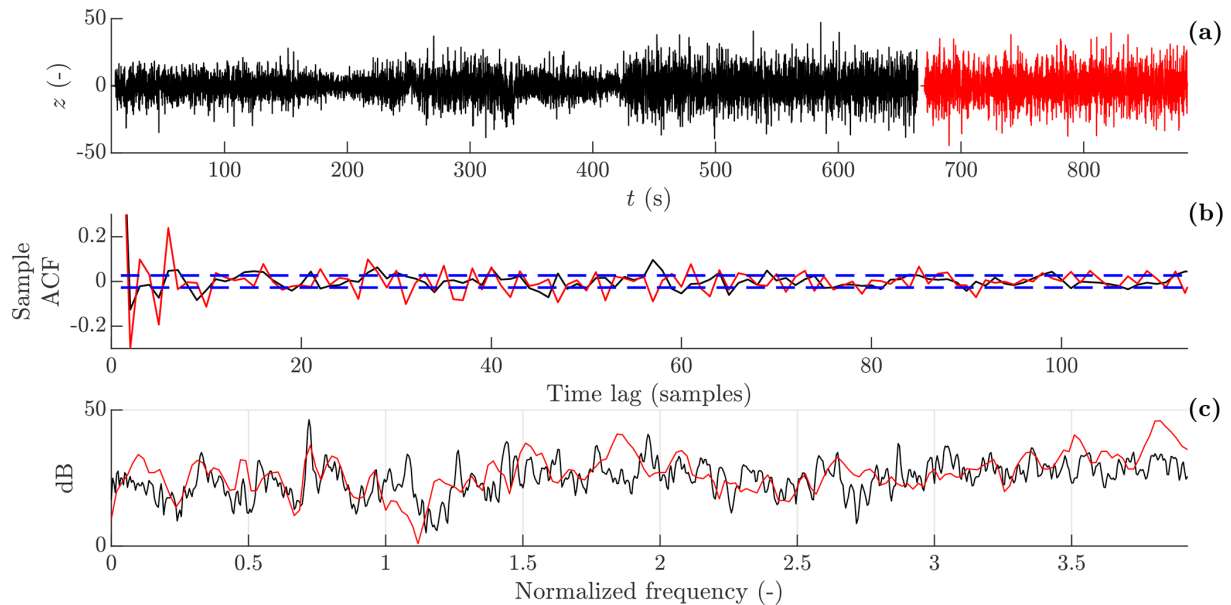 (a)
50
0
-50
z (-)
100 200 300 400 500 600 700 800
t (s)
(b)
0.2
0
-0.2
Sample
ACF
0 20 40 60 80 100
Time lag (samples)
(c)
50
0
dB
0 0.5 1 1.5 2 2.5 3 3.5
Normalized frequency (-)